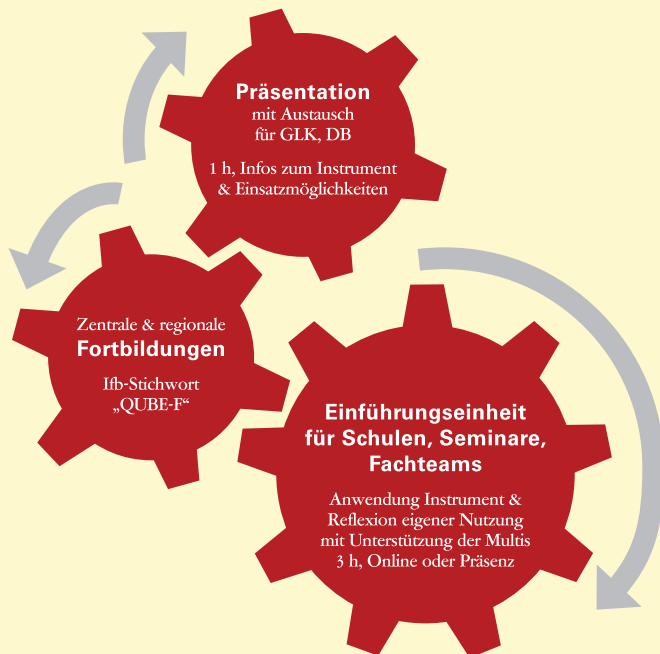 Präsentation
mit Austausch
für GLK, DB
1 h, Infos zum Instrument
& Einsatzmöglichkeiten
Zentrale & regionale
Fortbildungen
Ifb-Stichwort
„QUBE-F“
Einführungseinheit
für Schulen, Seminare,
Fachteams
Anwendung Instrument &
Reflexion eigener Nutzung
mit Unterstützung der Multis
3 h, Online oder Präsenz